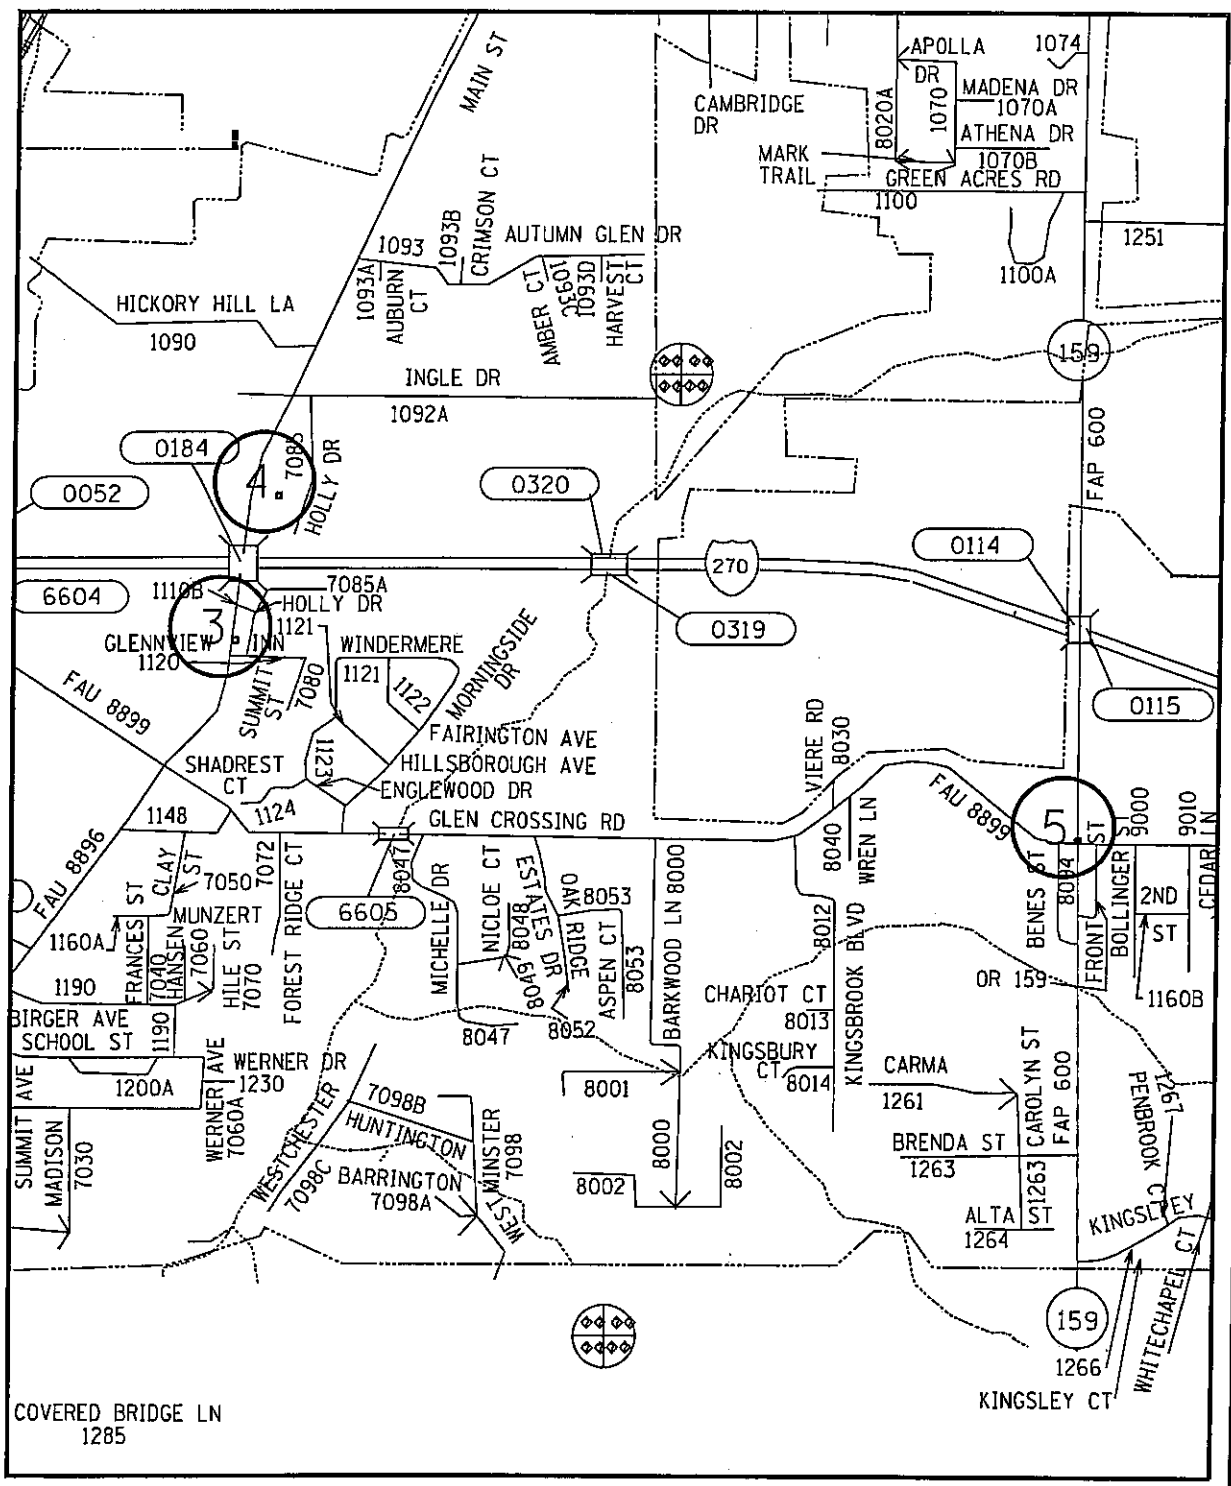 MAIN ST
APOLLA
DR
1074
CAMBRIDGE
DR
8020A
1070
MADENA DR
1070A
ATHENA DR
1070B
MARK
TRAIL
GREEN ACRES RD
1100
1251
1100A
1093
1093B
CRIMSON CT
AUTUMN GLEN DR
1093A
AUBURN
CT
AMBER CT
1093C
1093D
HARVEST
CT
HICKORY HILL LA
1090
159
INGLE DR
1092A
FAP 600
0184
4.
7085
HOLLY DR
0052
0320
0114
270
6604
1110B
7085A
HOLLY DR
3.
0319
GLENNVIEW INN
1120
1121
WINDERMERE
1121
1122
MORNINGSIDE
DR
FAU 8899
SUMMIT
ST
7080
0115
FAIRINGTON AVE
VIERE RD
8030
SHADREST
CT
1123
HILLSBOROUGH AVE
ENGLEWOOD DR
FAU 8899
1148
1124
GLEN CROSSING RD
5.
ST
9000
9010
CEDAR LN
FAU 8896
CLAY
ST
7050
7072
FOREST RIDGE CT
8047
MICHELLE DR
NICLOE CT
8048
ESTATES DR
8049
OAK RIDGE
8053
8000
BARKWOOD LN
8040
WREN LN
BENES ST
8094
BOLLINGER
S
2ND
ST
6605
MUNZERT
1160A
FRANCES ST
7040
HANSEN
7060
HILE ST
7070
ASPEN CT
8053
8012
KINGSBROOK BLVD
FRONT
OR 159
1160B
1190
BIRGER AVE
SCHOOL ST
1190
CHARIOT CT
8013
8047
8052
KINGSBURY
CT
8014
SUMMIT AVE
1200A
WERNER AVE
7060A
WERNER DR
1230
8001
CARMA
1261
CAROLYN ST
FAP 600
1267
PENBROOK CT
MADISON
7030
WESTCHESTER
7098C
7098B
HUNTINGTON
WEST MINSTER
7098
8000
8002
BRENDA ST
1263
1263
BARRINGTON
7098A
8002
ALTA ST
1264
KINGSLEY
159
WHITECHAPEL CT
1266
KINGSLEY CT
COVERED BRIDGE LN
1285